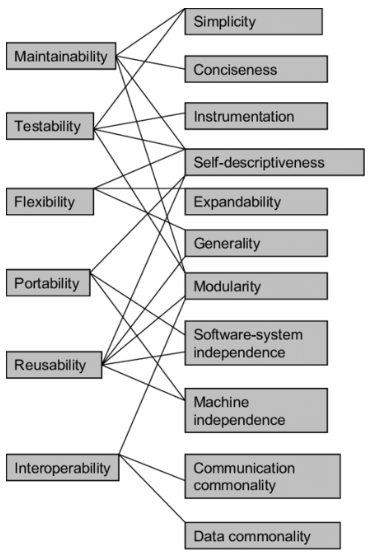 Maintainability
Testability
Flexibility
Portability
Reusability
Interoperability
Simplicity
Conciseness
Instrumentation
Self-descriptiveness
Expandability
Generality
Modularity
Software-system
independence
Machine
independence
Communication
commonality
Data commonality